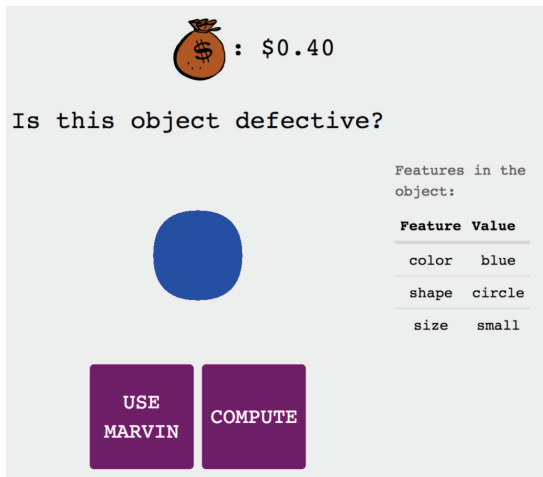 $ : $0.40
Is this object defective?
Features in the
object:
Feature Value
color blue
shape circle
size small
USE
MARVIN
COMPUTE